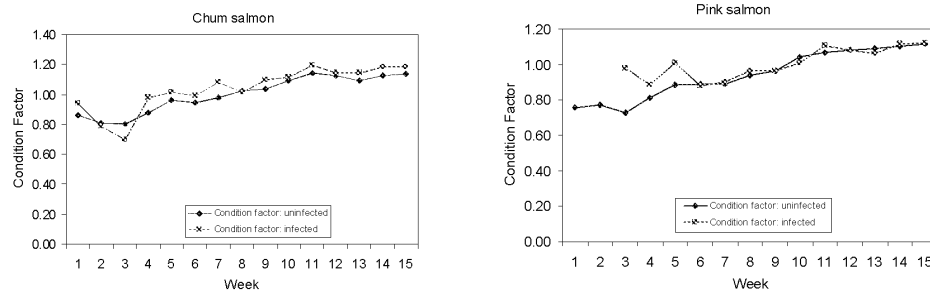 Chum salmon
1.40
1.20
1.00
0.80
0.60
0.40
0.20
0.00
Condition Factor
Condition factor: uninfected
Condition factor: infected
1 2 3 4 5 6 7 8 9 10 11 12 13 14 15
Week
Pink salmon
1.20
1.00
0.80
0.60
0.40
0.20
0.00
Condition Factor
Condition factor: uninfected
Condition factor: infected
1 2 3 4 5 6 7 8 9 10 11 12 13 14 15
Week